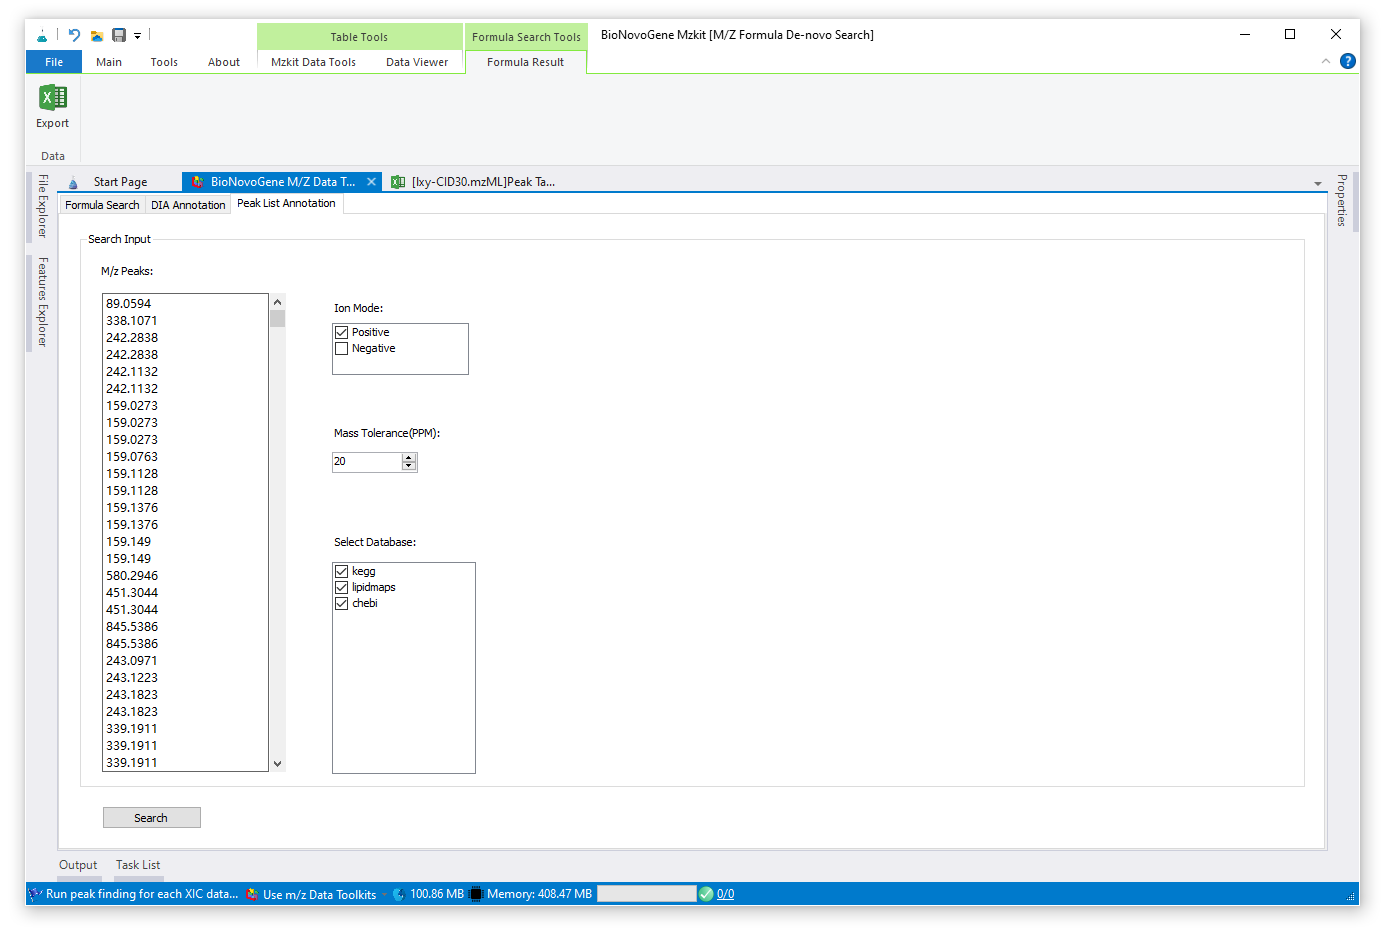 Table Tools
Formula Search Tools
BioNovoGene Mzkit [M/Z Formula De-novo Search]
File
Main
Tools
About
Mzkit Data Tools
Data Viewer
Formula Result
?
Export
Data
File Explorer
Features Explorer
Properties
Start Page
BioNovoGene M/Z Data T...
[lxy-CID30.mzML]Peak Ta...
Formula Search
DIA Annotation
Peak List Annotation
Search Input
M/z Peaks:
89.0594
338.1071
242.2838
242.2838
242.1132
242.1132
159.0273
159.0273
159.0273
159.0763
159.1128
159.1128
159.1376
159.1376
159.149
159.149
580.2946
451.3044
451.3044
845.5386
845.5386
243.0971
243.1223
243.1823
243.1823
339.1911
339.1911
339.1911
Ion Mode:
Positive
Negative
Mass Tolerance(PPM):
20
Select Database:
kegg
lipidmaps
chebi
Search
Output
Task List
Run peak finding for each XIC data...
Use m/z Data Toolkits
100.86 MB
Memory: 408.47 MB
0/0